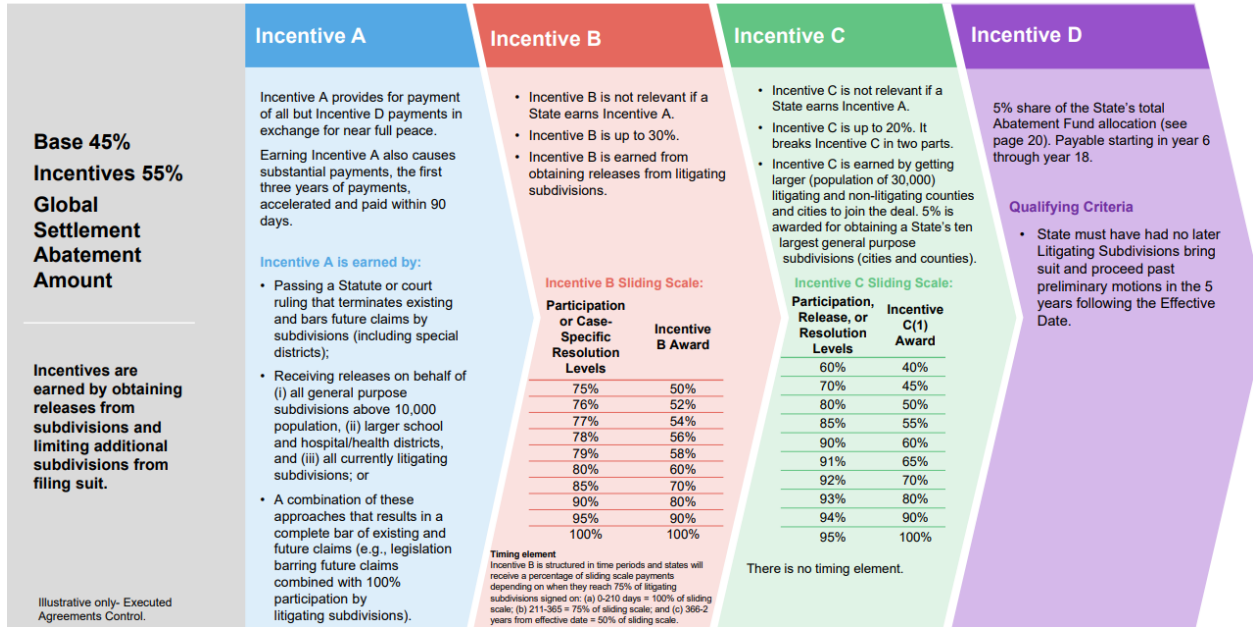 Base 45%
Incentives 55%
Global
Settlement
Abatement
Amount
Incentives are
earned by obtaining
releases from
subdivisions and
limiting additional
subdivisions from
filing suit.
Illustrative only- Executed
Agreements Control.
Incentive A
Incentive A provides for payment
of all but Incentive D payments in
exchange for near full peace.
Earning Incentive A also causes
substantial payments, the first
three years of payments,
accelerated and paid within 90
days.
Incentive A is earned by:
• Passing a Statute or court
ruling that terminates existing
and bars future claims by
subdivisions (including special
districts);
• Receiving releases on behalf of
(i) all general purpose
subdivisions above 10,000
population, (ii) larger school
and hospital/health districts,
and (iii) all currently litigating
subdivisions; or
• A combination of these
approaches that results in a
complete bar of existing and
future claims (e.g., legislation
barring future claims
combined with 100%
participation by
litigating subdivisions).
Incentive B
• Incentive B is not relevant if a
State earns Incentive A.
• Incentive B is up to 30%.
• Incentive B is earned from
obtaining releases from litigating
subdivisions.
Incentive B Sliding Scale:
Participation
or Case-
Specific
Resolution
Levels
Incentive
B Award
75% 50%
76% 52%
77% 54%
78% 56%
79% 58%
80% 60%
85% 70%
90% 80%
95% 90%
100% 100%
Timing element
Incentive B is structured in time periods and states will
receive a percentage of sliding scale payments
depending on when they reach 75% of litigating
subdivisions signed on: (a) 0-210 days = 100% of sliding
scale; (b) 211-365 = 75% of sliding scale; and (c) 366-2
years from effective date = 50% of sliding scale.
Incentive C
• Incentive C is not relevant if a
State earns Incentive A.
• Incentive C is up to 20%. It
breaks Incentive C in two parts.
• Incentive C is earned by getting
larger (population of 30,000)
litigating and non-litigating counties
and cities to join the deal. 5% is
awarded for obtaining a State's ten
largest general purpose
subdivisions (cities and counties).
Incentive C Sliding Scale:
Participation,
Release, or
Resolution
Levels
Incentive
C(1)
Award
60% 40%
70% 45%
80% 50%
85% 55%
90% 60%
91% 65%
92% 70%
93% 80%
94% 90%
95% 100%
There is no timing element.
Incentive D
5% share of the State's total
Abatement Fund allocation (see
page 20). Payable starting in year 6
through year 18.
Qualifying Criteria
• State must have had no later
Litigating Subdivisions bring
suit and proceed past
preliminary motions in the 5
years following the Effective
Date.